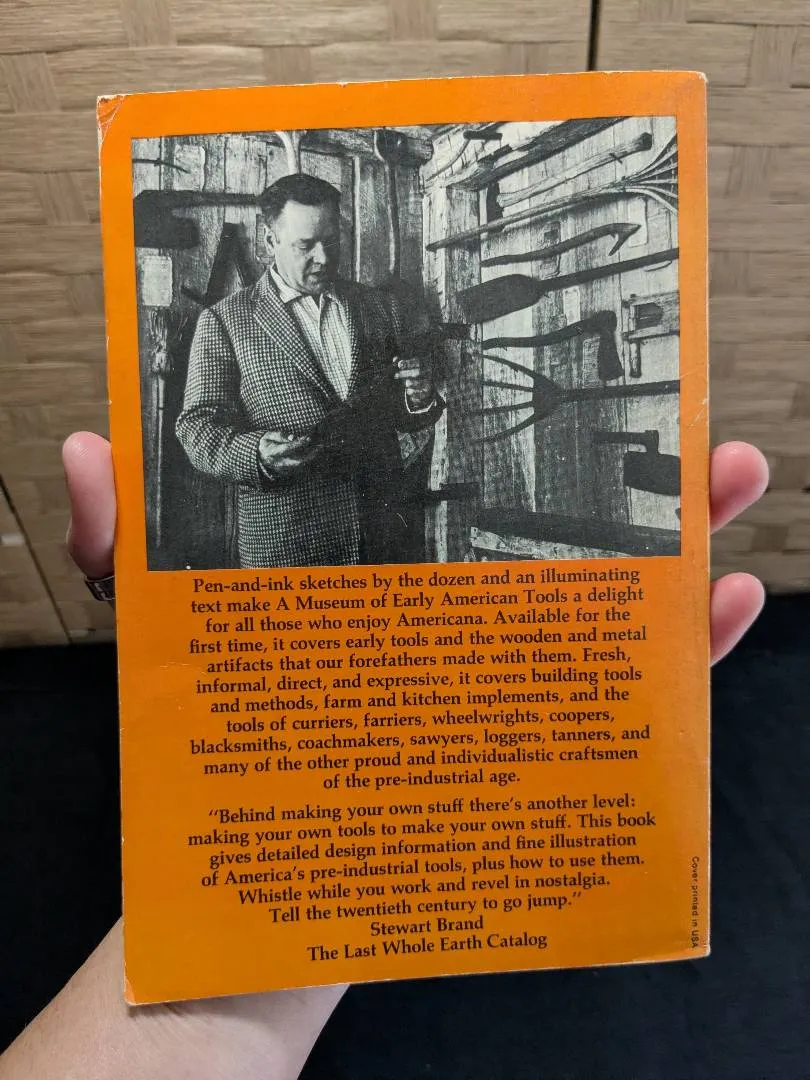 Pen-and-ink sketches by the dozen and an illuminating
text make A Museum of Early American Tools a delight
for all those who enjoy Americana. Available for the
first time, it covers early tools and the wooden and metal
artifacts that our forefathers made with them. Fresh,
informal, direct, and expressive, it covers building tools
and methods, farm and kitchen implements, and the
tools of curriers, farriers, wheelwrights, coopers,
blacksmiths, coachmakers, sawyers, loggers, tanners, and
many of the other proud and individualistic craftsmen
of the pre-industrial age.
“Behind making your own stuff there’s another level:
making your own tools to make your own stuff. This book
gives detailed design information and fine illustration
of America’s pre-industrial tools, plus how to use them.
Whistle while you work and revel in nostalgia.
Tell the twentieth century to go jump.”
Stewart Brand
The Last Whole Earth Catalog
Cover printed in USA